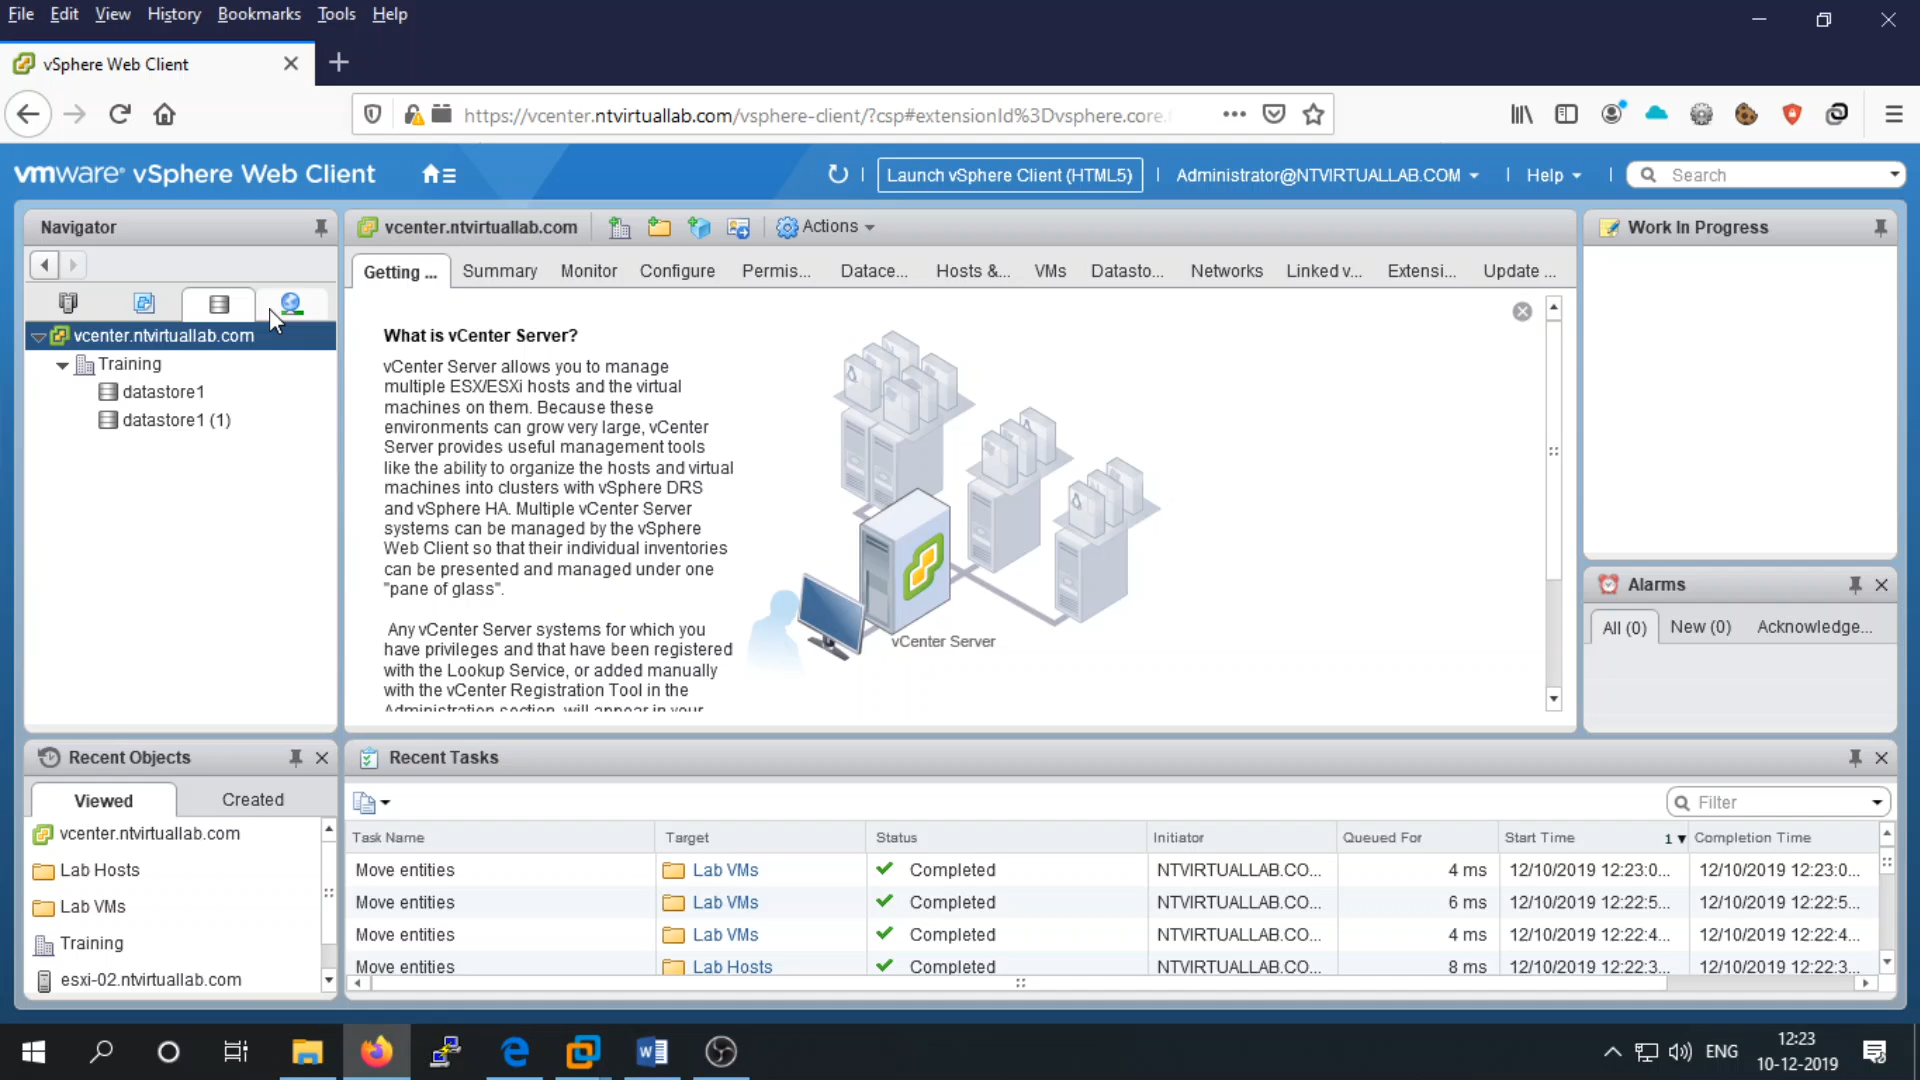 File Edit View History Bookmarks Tools Help
vSphere Web Client
https://vcenter.ntvirtuallab.com/vsphere-client/?csp#extensionId%3Dvsphere.core.
vmware® vSphere Web Client
Launch vSphere Client (HTML5)
Administrator@NTVIRTUALLAB.COM
Help
Search
Navigator
vcenter.ntvirtuallab.com
Training
datastore1
datastore1 (1)
vcenter.ntvirtuallab.com
Actions
Getting ... Summary Monitor Configure Permis... Datace... Hosts &... VMs Datasto... Networks Linked v... Extensi... Update ...
What is vCenter Server?
vCenter Server allows you to manage
multiple ESX/ESXi hosts and the virtual
machines on them. Because these
environments can grow very large, vCenter
Server provides useful management tools
like the ability to organize the hosts and virtual
machines into clusters with vSphere DRS
and vSphere HA. Multiple vCenter Server
systems can be managed by the vSphere
Web Client so that their individual inventories
can be presented and managed under one
"pane of glass".
Any vCenter Server systems for which you
have privileges and that have been registered
with the Lookup Service, or added manually
with the vCenter Registration Tool in the
Administration section, will appear in your
vCenter Server
Work In Progress
Alarms
All (0) New (0) Acknowledge...
Recent Objects
Viewed Created
vcenter.ntvirtuallab.com
Lab Hosts
Lab VMs
Training
esxi-02.ntvirtuallab.com
Recent Tasks
Filter
Task Name Target Status Initiator Queued For Start Time 1 Completion Time
Move entities Lab VMs Completed NTVIRTUALLAB.CO... 4 ms 12/10/2019 12:23:0... 12/10/2019 12:23:0...
Move entities Lab VMs Completed NTVIRTUALLAB.CO... 6 ms 12/10/2019 12:22:5... 12/10/2019 12:22:5...
Move entities Lab VMs Completed NTVIRTUALLAB.CO... 4 ms 12/10/2019 12:22:4... 12/10/2019 12:22:4...
Move entities Lab Hosts Completed NTVIRTUALLAB.CO... 8 ms 12/10/2019 12:22:3... 12/10/2019 12:22:3...
ENG
12:23
10-12-2019